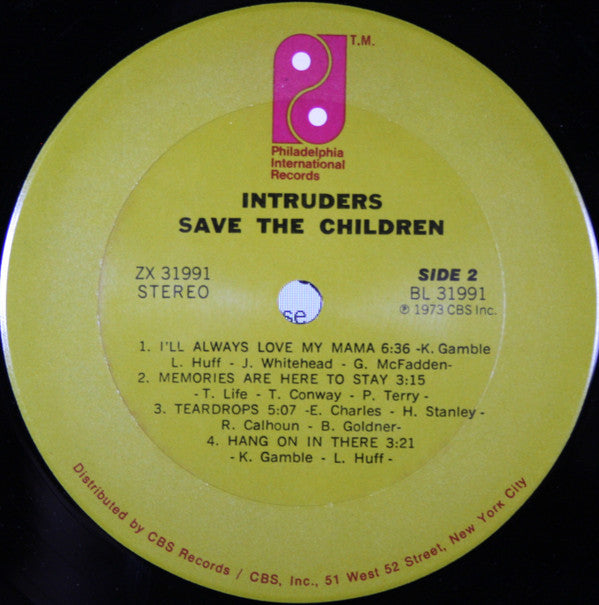 T.M.
Philadelphia
International
Records
INTRUDERS
SAVE THE CHILDREN
ZX 31991
STEREO
SIDE 2
BL 31991
℗ 1973 CBS Inc.
se
1. I'LL ALWAYS LOVE MY MAMA 6:36 -K. Gamble
L. Huff - J. Whitehead - G. McFadden-
2. MEMORIES ARE HERE TO STAY 3:15
- T. Life - T. Conway - P. Terry -
3. TEARDROPS 5:07 -E. Charles - H. Stanley -
R. Calhoun - B. Goldner-
4. HANG ON IN THERE 3:21
- K. Gamble - L. Huff -
Distributed by CBS Records / CBS, Inc., 51 West 52 Street, New York City